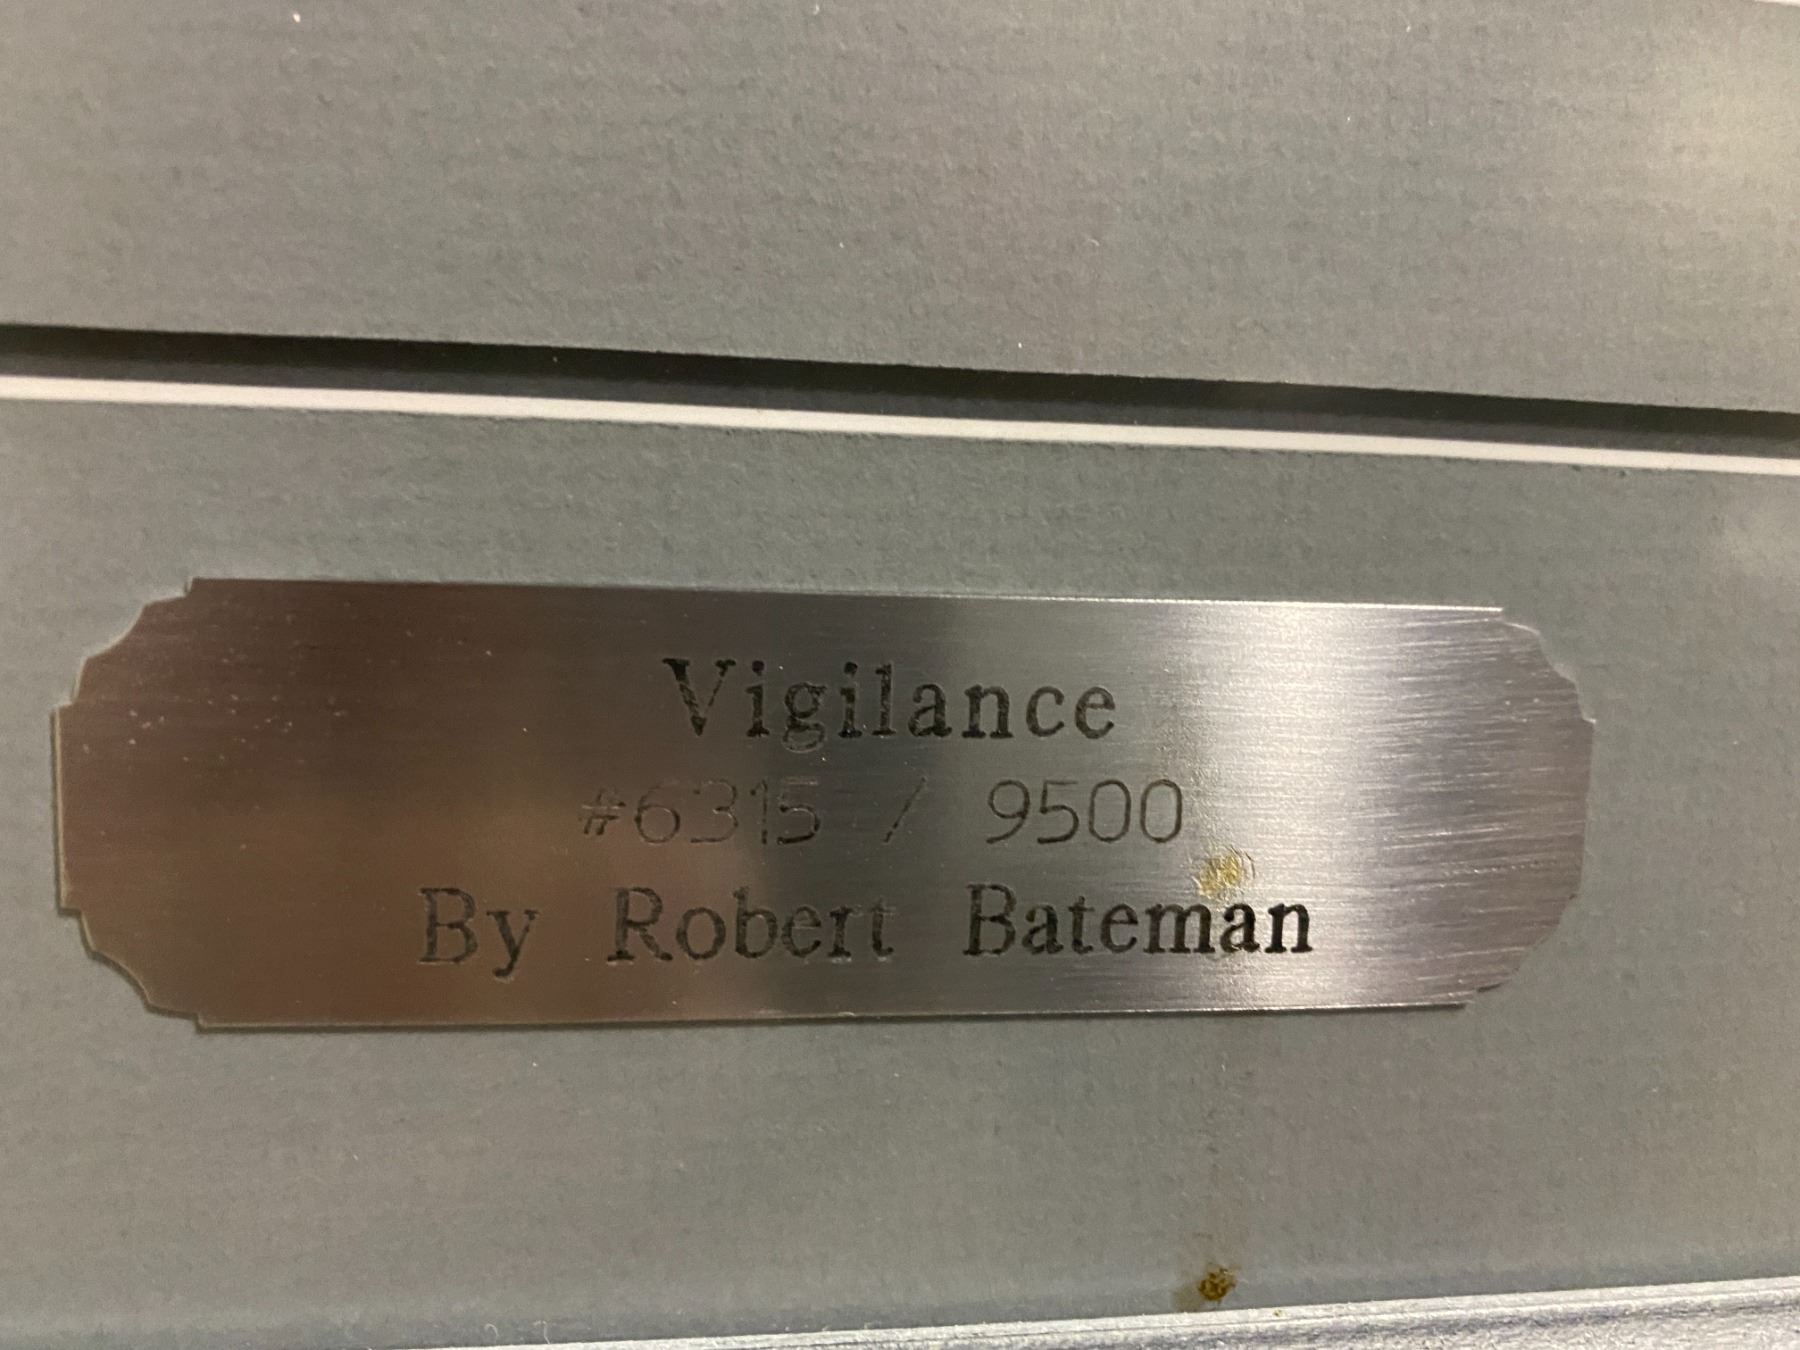 Vigilance
#6315 / 9500
By Robert Bateman